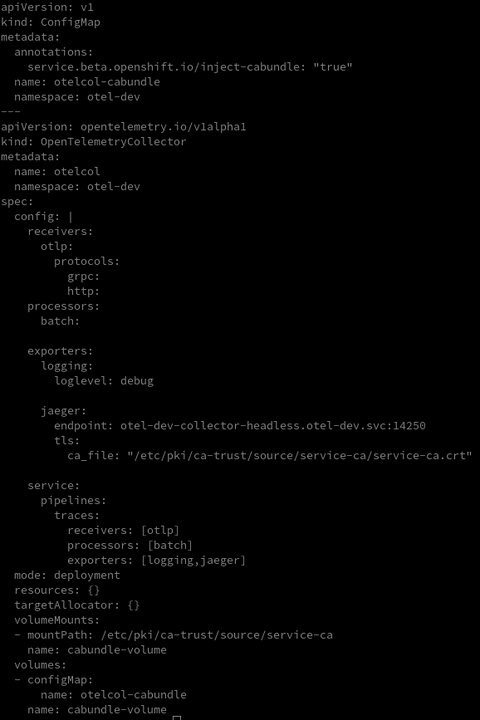 apiVersion: v1
kind: ConfigMap
metadata:
  annotations:
    service.beta.openshift.io/inject-cabundle: "true"
  name: otelcol-cabundle
  namespace: otel-dev
---
apiVersion: opentelemetry.io/v1alpha1
kind: OpenTelemetryCollector
metadata:
  name: otelcol
  namespace: otel-dev
spec:
  config: |
    receivers:
      otlp:
        protocols:
          grpc:
          http:
    processors:
      batch:

    exporters:
      logging:
        loglevel: debug

      jaeger:
        endpoint: otel-dev-collector-headless.otel-dev.svc:14250
        tls:
          ca_file: "/etc/pki/ca-trust/source/service-ca/service-ca.crt"

    service:
      pipelines:
        traces:
          receivers: [otlp]
          processors: [batch]
          exporters: [logging,jaeger]
  mode: deployment
  resources: {}
  targetAllocator: {}
  volumeMounts:
  - mountPath: /etc/pki/ca-trust/source/service-ca
    name: cabundle-volume
  volumes:
  - configMap:
      name: otelcol-cabundle
    name: cabundle-volume